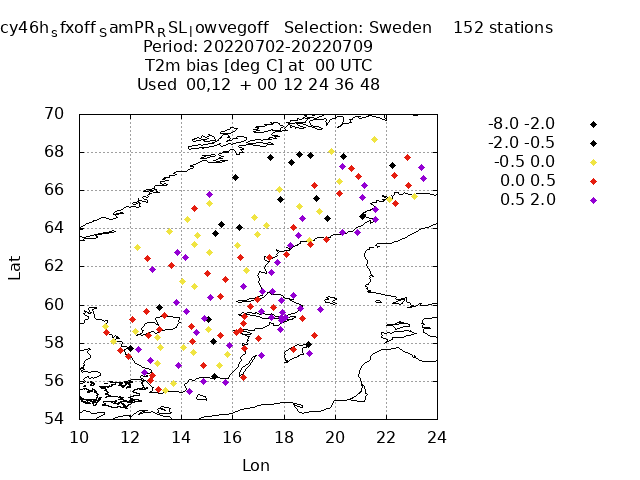 cy46h_sfxoff_samPR_RSL_lowvegoff Selection: Sweden 152 stations
Period: 20220702-20220709
T2m bias [deg C] at 00 UTC
Used 00,12 + 00 12 24 36 48
70
68
66
64
62
60
58
56
54
10 12 14 16 18 20 22 24
Lat
Lon
-8.0 -2.0
-2.0 -0.5
-0.5 0.0
0.0 0.5
0.5 2.0